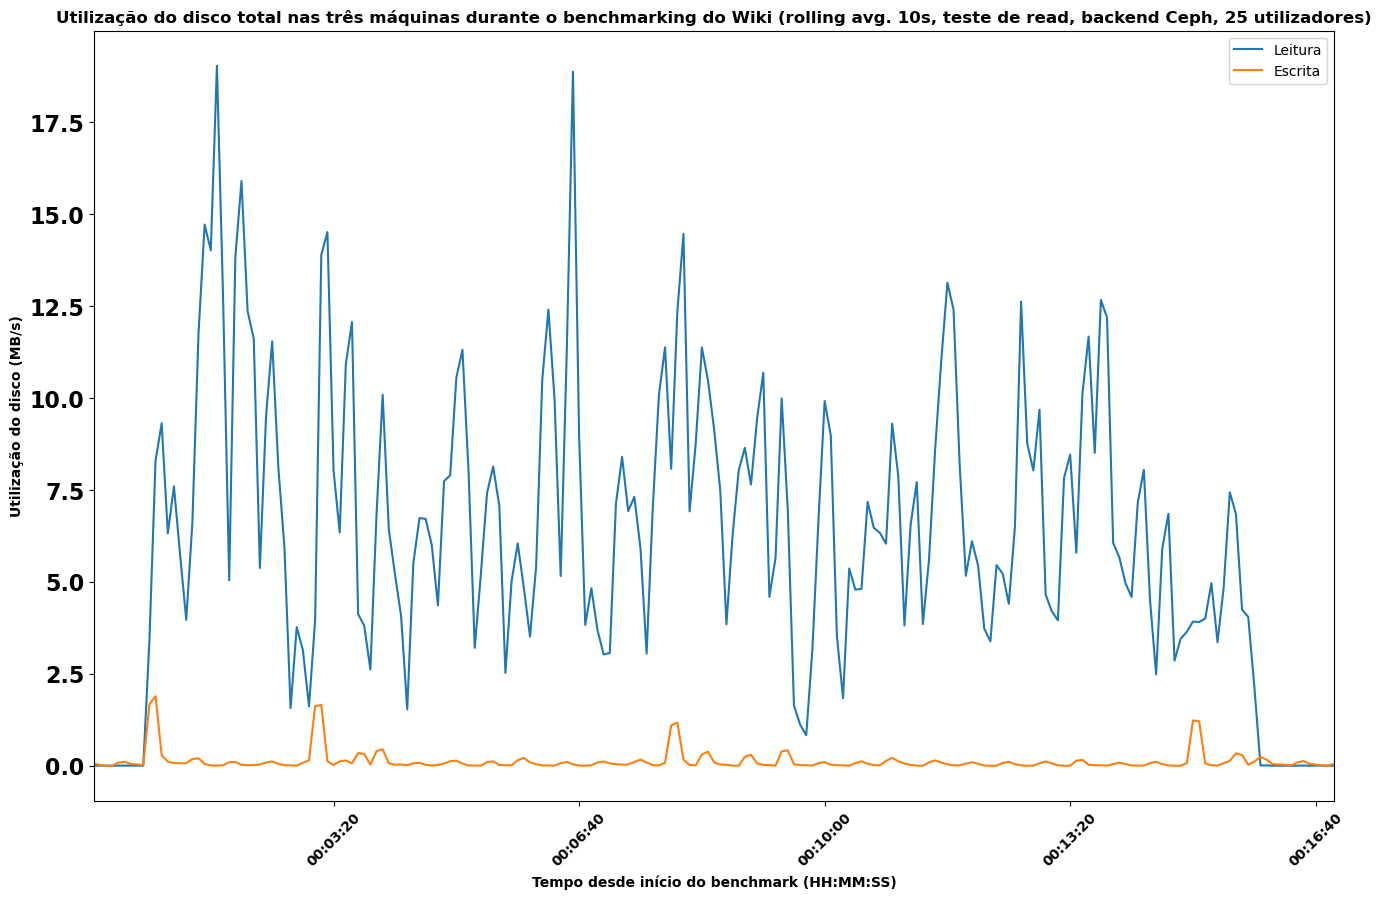 Utilização do disco total nas três máquinas durante o benchmarking do Wiki (rolling avg. 10s, teste de read, backend Ceph, 25 utilizadores)
Leitura
Escrita
Utilização do disco (MB/s)
17.5
15.0
12.5
10.0
7.5
5.0
2.5
0.0
00:03:20
00:06:40
00:10:00
00:13:20
00:16:40
Tempo desde início do benchmark (HH:MM:SS)